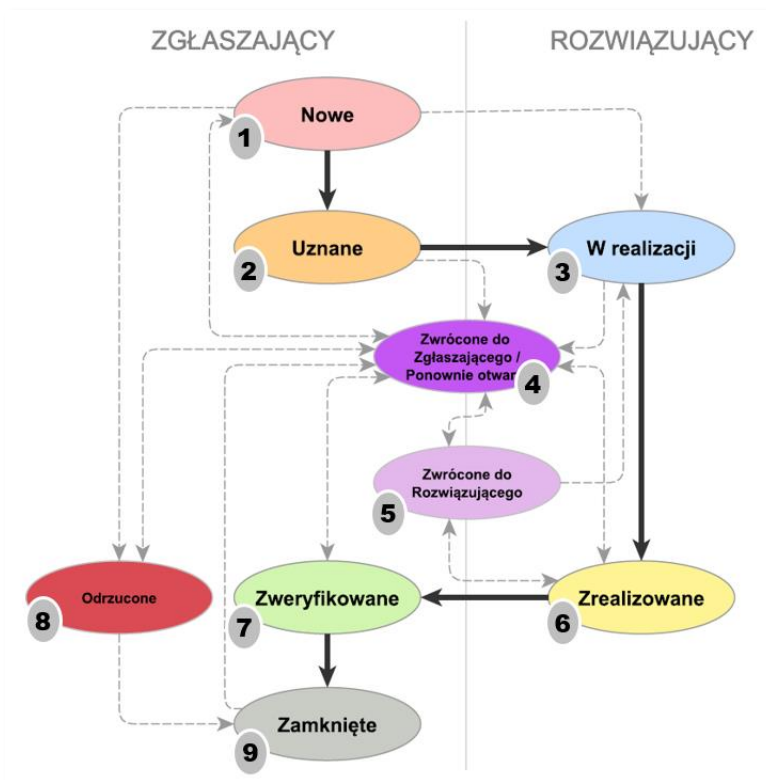 ZGŁASZAJĄCY
ROZWIĄZUJĄCY
Nowe
1
Uznane
2
W realizacji
3
Zwrócone do
Zgłaszającego /
Ponownie
4
Zwrócone do
Rozwiązującego
5
Odrzucone
8
Zweryfikowane
7
Zrealizowane
6
Zamknięte
9